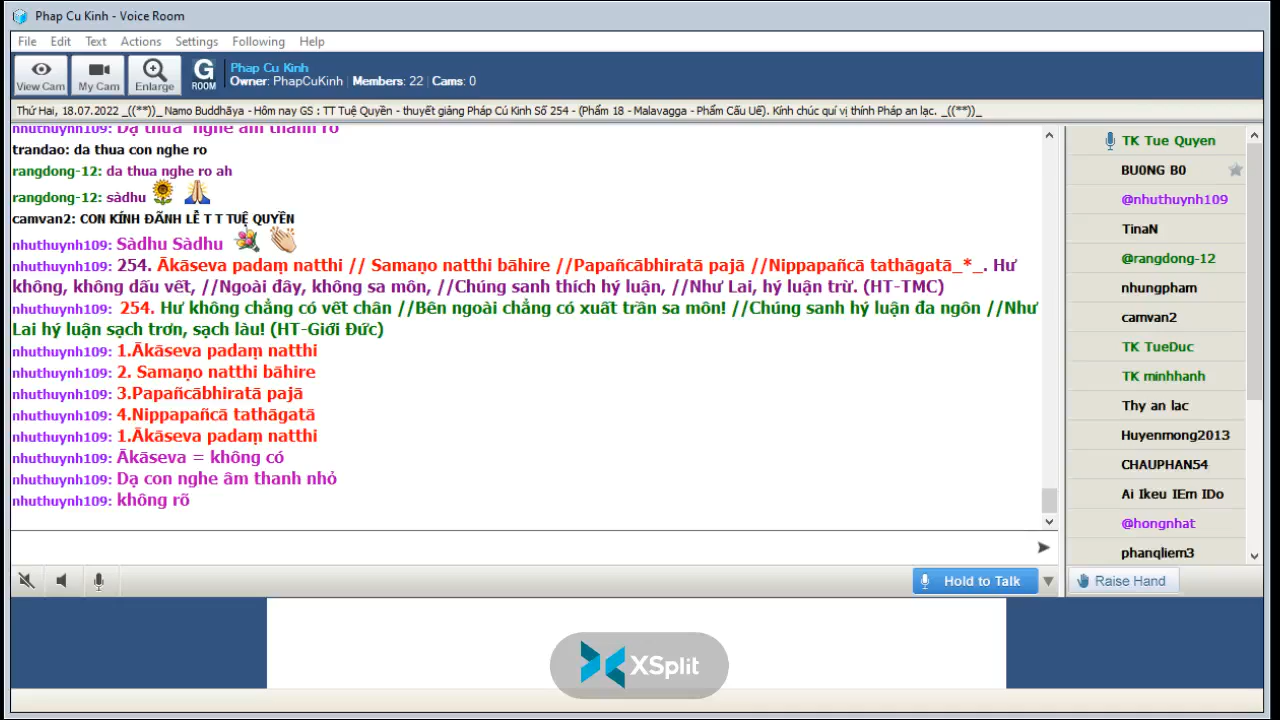 Phap Cu Kinh - Voice Room
File Edit Text Actions Settings Following Help
View Cam
My Cam
Enlarge
G
ROOM
Phap Cu Kinh
Owner: PhapCuKinh | Members: 22 | Cams: 0
Thứ Hai, 18.07.2022 _((**))_ Namo Buddhāya - Hôm nay GS : TT Tuệ Quyền - thuyết giảng Pháp Cú Kinh Số 254 - (Phẩm 18 - Malavagga - Phẩm Cấu Uế). Kính chúc quí vị thính Pháp an lạc. _((**))_
nhuthuynh109: Dạ thưa nghe âm thanh rõ
trandao: da thua con nghe ro
rangdong-12: da thua nghe ro ah
rangdong-12: sàdhu
camvan2: CON KÍNH ĐÃNH LỄ T T TUỆ QUYỀN
nhuthuynh109: Sàdhu Sàdhu
nhuthuynh109: 254. Ākāseva padaṃ natthi // Samaṇo natthi bāhire //Papañcābhiratā pajā //Nippapañcā tathāgatā_*_. Hư
không, không dấu vết, //Ngoài đây, không sa môn, //Chúng sanh thích hý luận, //Như Lai, hý luận trừ. (HT-TMC)
nhuthuynh109: 254. Hư không chẳng có vết chân //Bên ngoài chẳng có xuất trần sa môn! //Chúng sanh hý luận đa ngôn //Như
Lai hý luận sạch trơn, sạch làu! (HT-Giới Đức)
nhuthuynh109: 1.Ākāseva padaṃ natthi
nhuthuynh109: 2. Samaṇo natthi bāhire
nhuthuynh109: 3.Papañcābhiratā pajā
nhuthuynh109: 4.Nippapañcā tathāgatā
nhuthuynh109: 1.Ākāseva padaṃ natthi
nhuthuynh109: Ākāseva = không có
nhuthuynh109: Dạ con nghe âm thanh nhỏ
nhuthuynh109: không rõ
TK Tue Quyen
BU0NG B0
@nhuthuynh109
TinaN
@rangdong-12
nhungpham
camvan2
TK TueDuc
TK minhhanh
Thy an lac
Huyenmong2013
CHAUPHAN54
Ai Ikeu IEm IDo
@hongnhat
phanqliem3
Hold to Talk
Raise Hand
XSplit